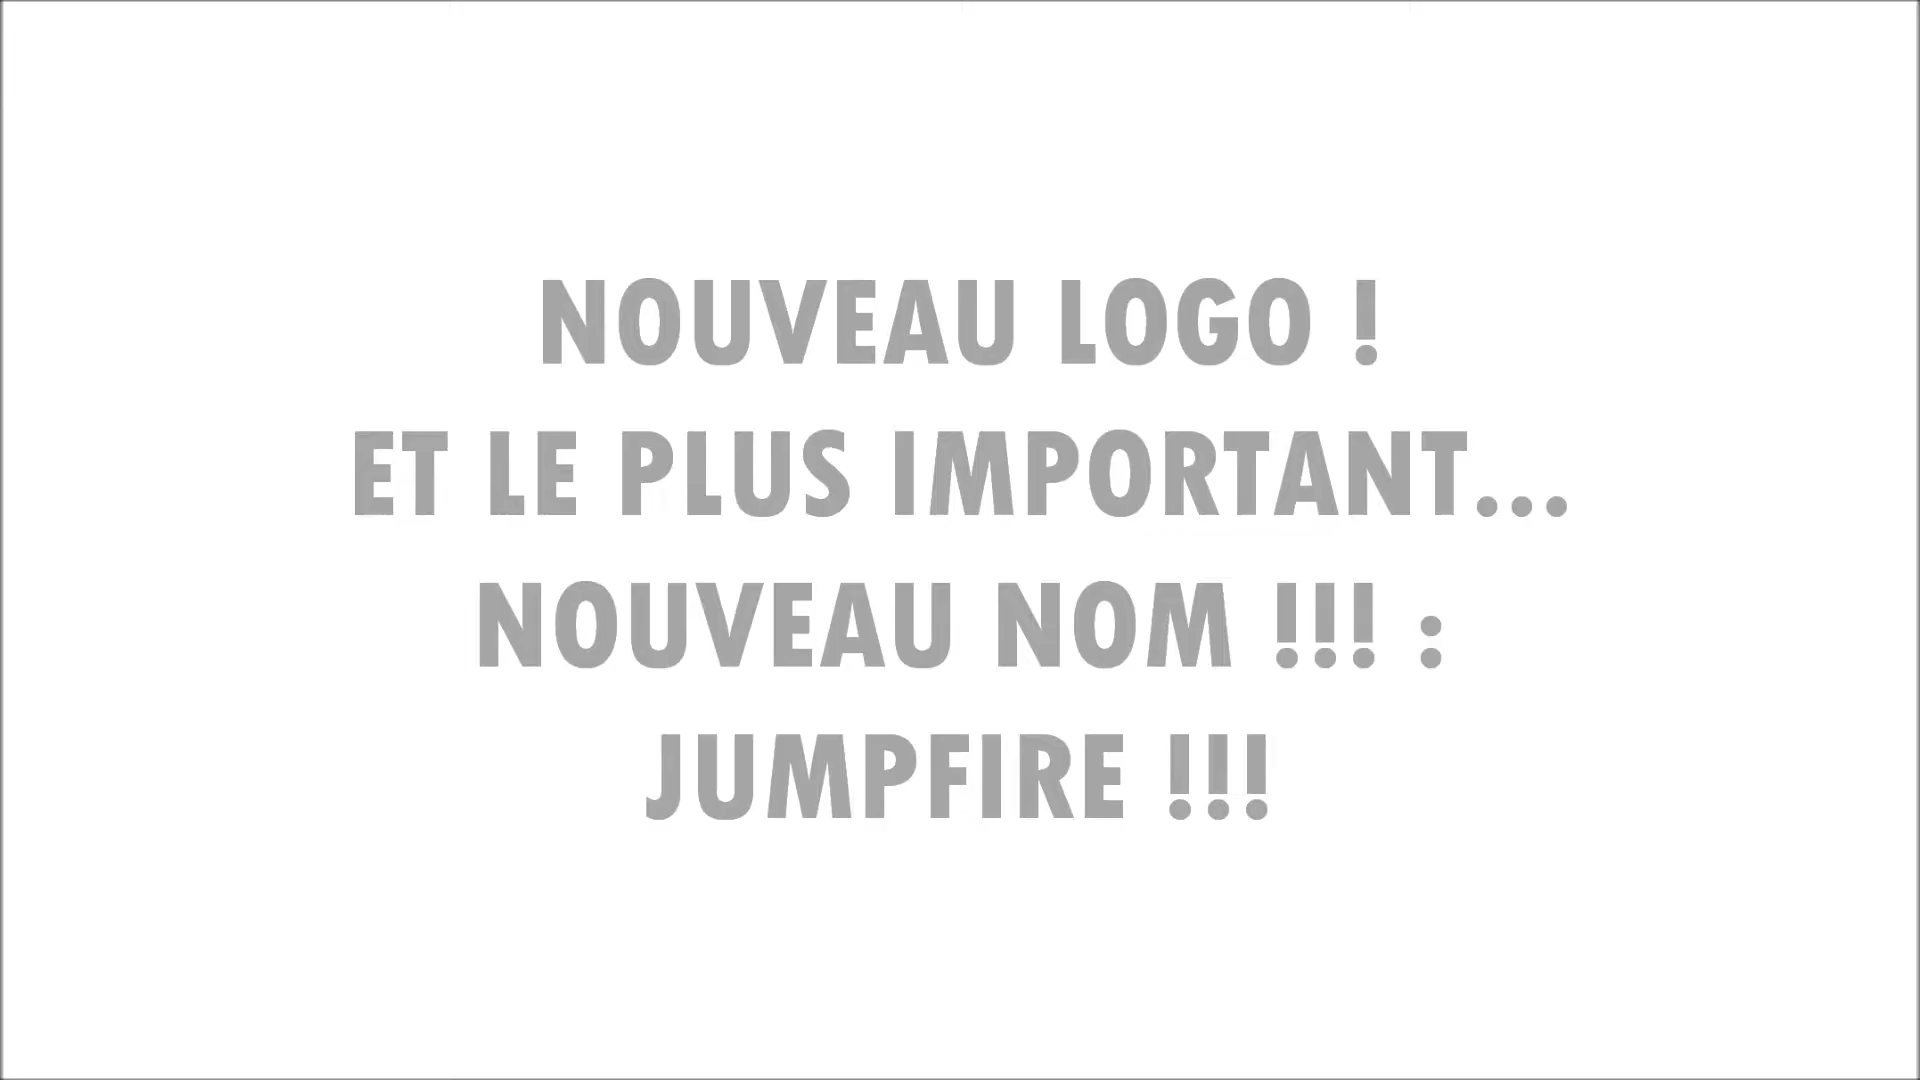 NOUVEAU LOGO !
ET LE PLUS IMPORTANT...
NOUVEAU NOM !!! :
JUMPFIRE !!!